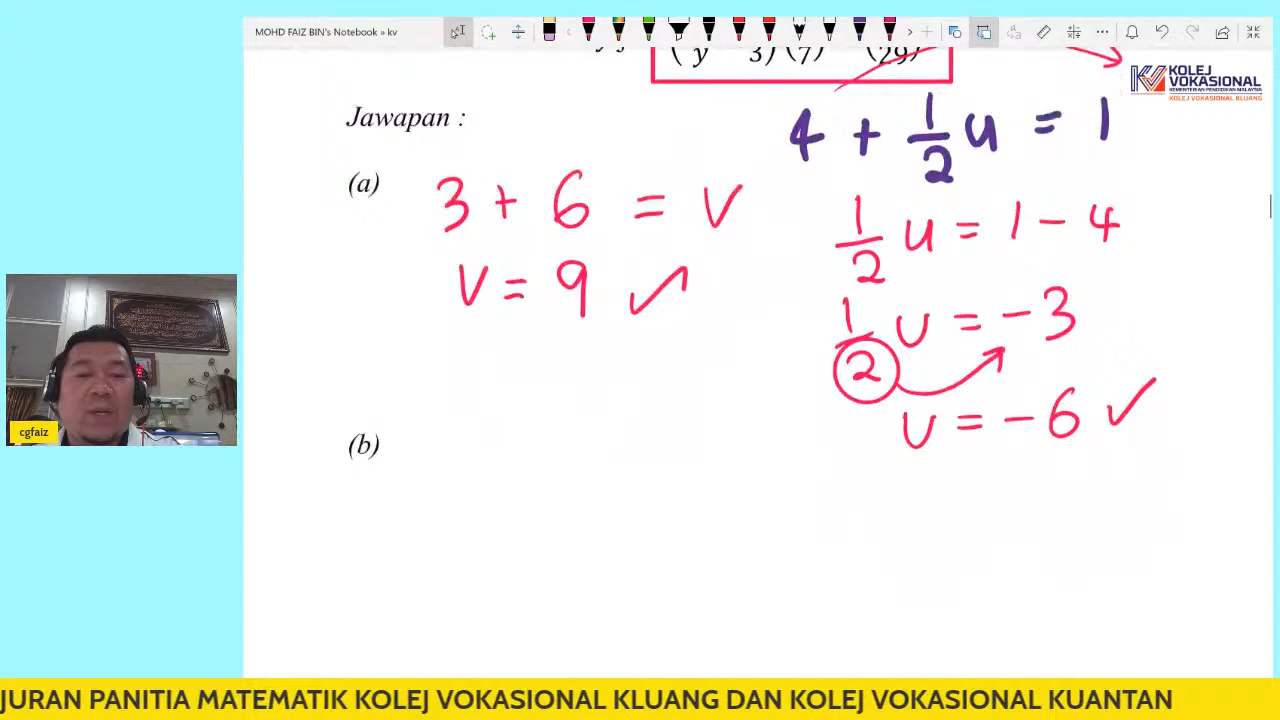 MOHD FAIZ BIN's Notebook » kv
KOLEJ
VOKASIONAL
KEMENTERIAN PENDIDIKAN MALAYSIA
KOLEJ VOKASIONAL KLUANG
Jawapan :
4 + 1/2 u = 1
(a)
3 + 6 = v
v = 9 ✓
1/2 u = 1 - 4
1/2 u = -3
u = -6 ✓
(b)
cgfaiz
JURAN PANITIA MATEMATIK KOLEJ VOKASIONAL KLUANG DAN KOLEJ VOKASIONAL KUANTAN